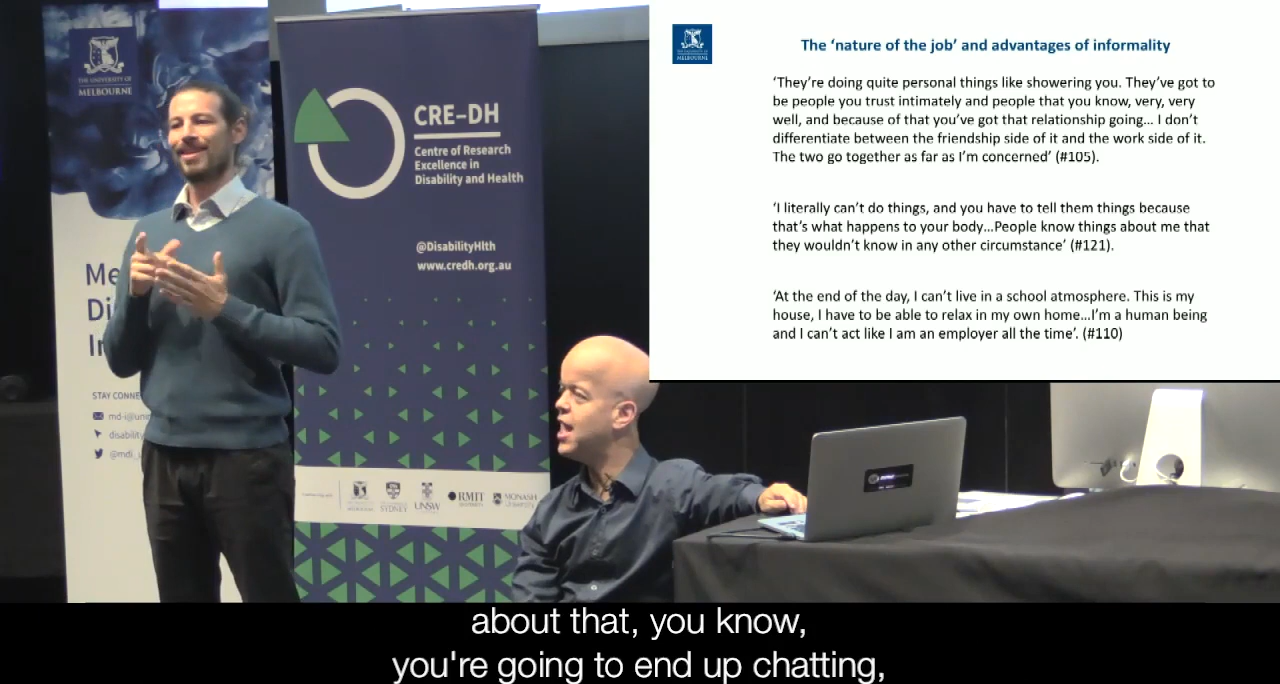 THE UNIVERSITY OF
MELBOURNE
Me
Di
In
STAY CONNE
md-i@uni
disability
@mdi_u
CRE-DH
Centre of Research
Excellence in
Disability and Health
@DisabilityHlth
www.credh.org.au
SYDNEY
UNSW
RMIT
UNIVERSITY
MONASH
University
The ‘nature of the job’ and advantages of informality
‘They’re doing quite personal things like showering you. They’ve got to
be people you trust intimately and people that you know, very, very
well, and because of that you’ve got that relationship going… I don’t
differentiate between the friendship side of it and the work side of it.
The two go together as far as I’m concerned’ (#105).
‘I literally can’t do things, and you have to tell them things because
that’s what happens to your body…People know things about me that
they wouldn’t know in any other circumstance’ (#121).
‘At the end of the day, I can’t live in a school atmosphere. This is my
house, I have to be able to relax in my own home…I’m a human being
and I can’t act like I am an employer all the time’. (#110)
about that, you know,
you're going to end up chatting,